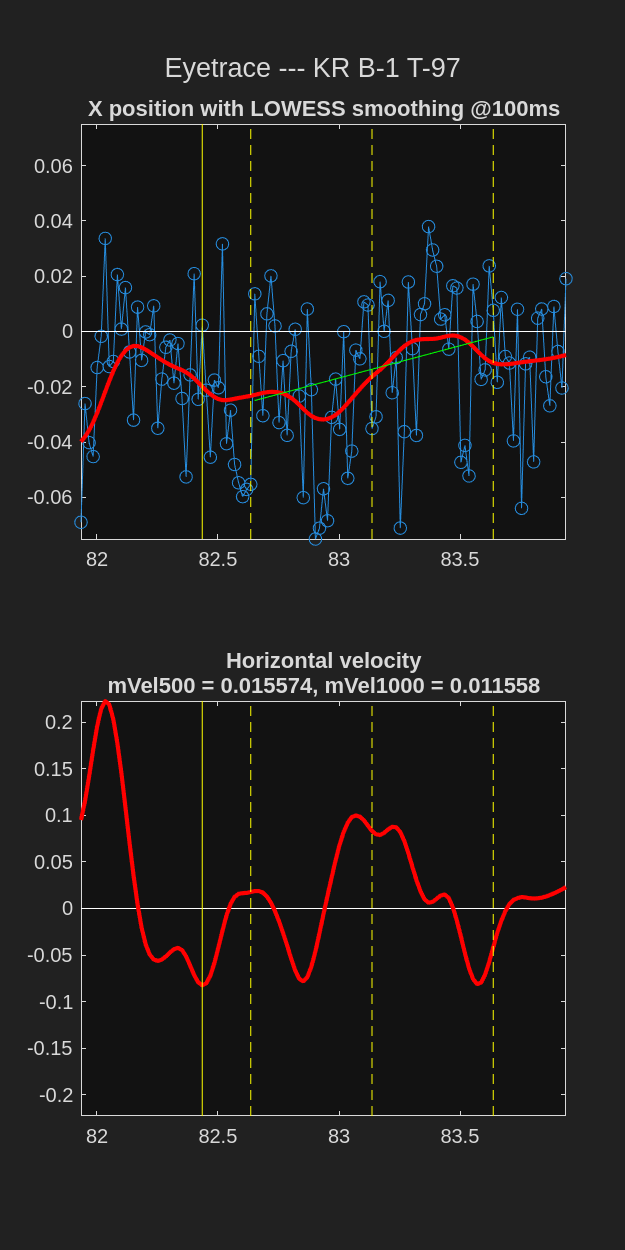 Eyetrace --- KR B-1 T-97
X position with LOWESS smoothing @100ms
0.06
0.04
0.02
0
-0.02
-0.04
-0.06
82 82.5 83 83.5
Horizontal velocity
mVel500 = 0.015574, mVel1000 = 0.011558
0.2
0.15
0.1
0.05
0
-0.05
-0.1
-0.15
-0.2
82 82.5 83 83.5